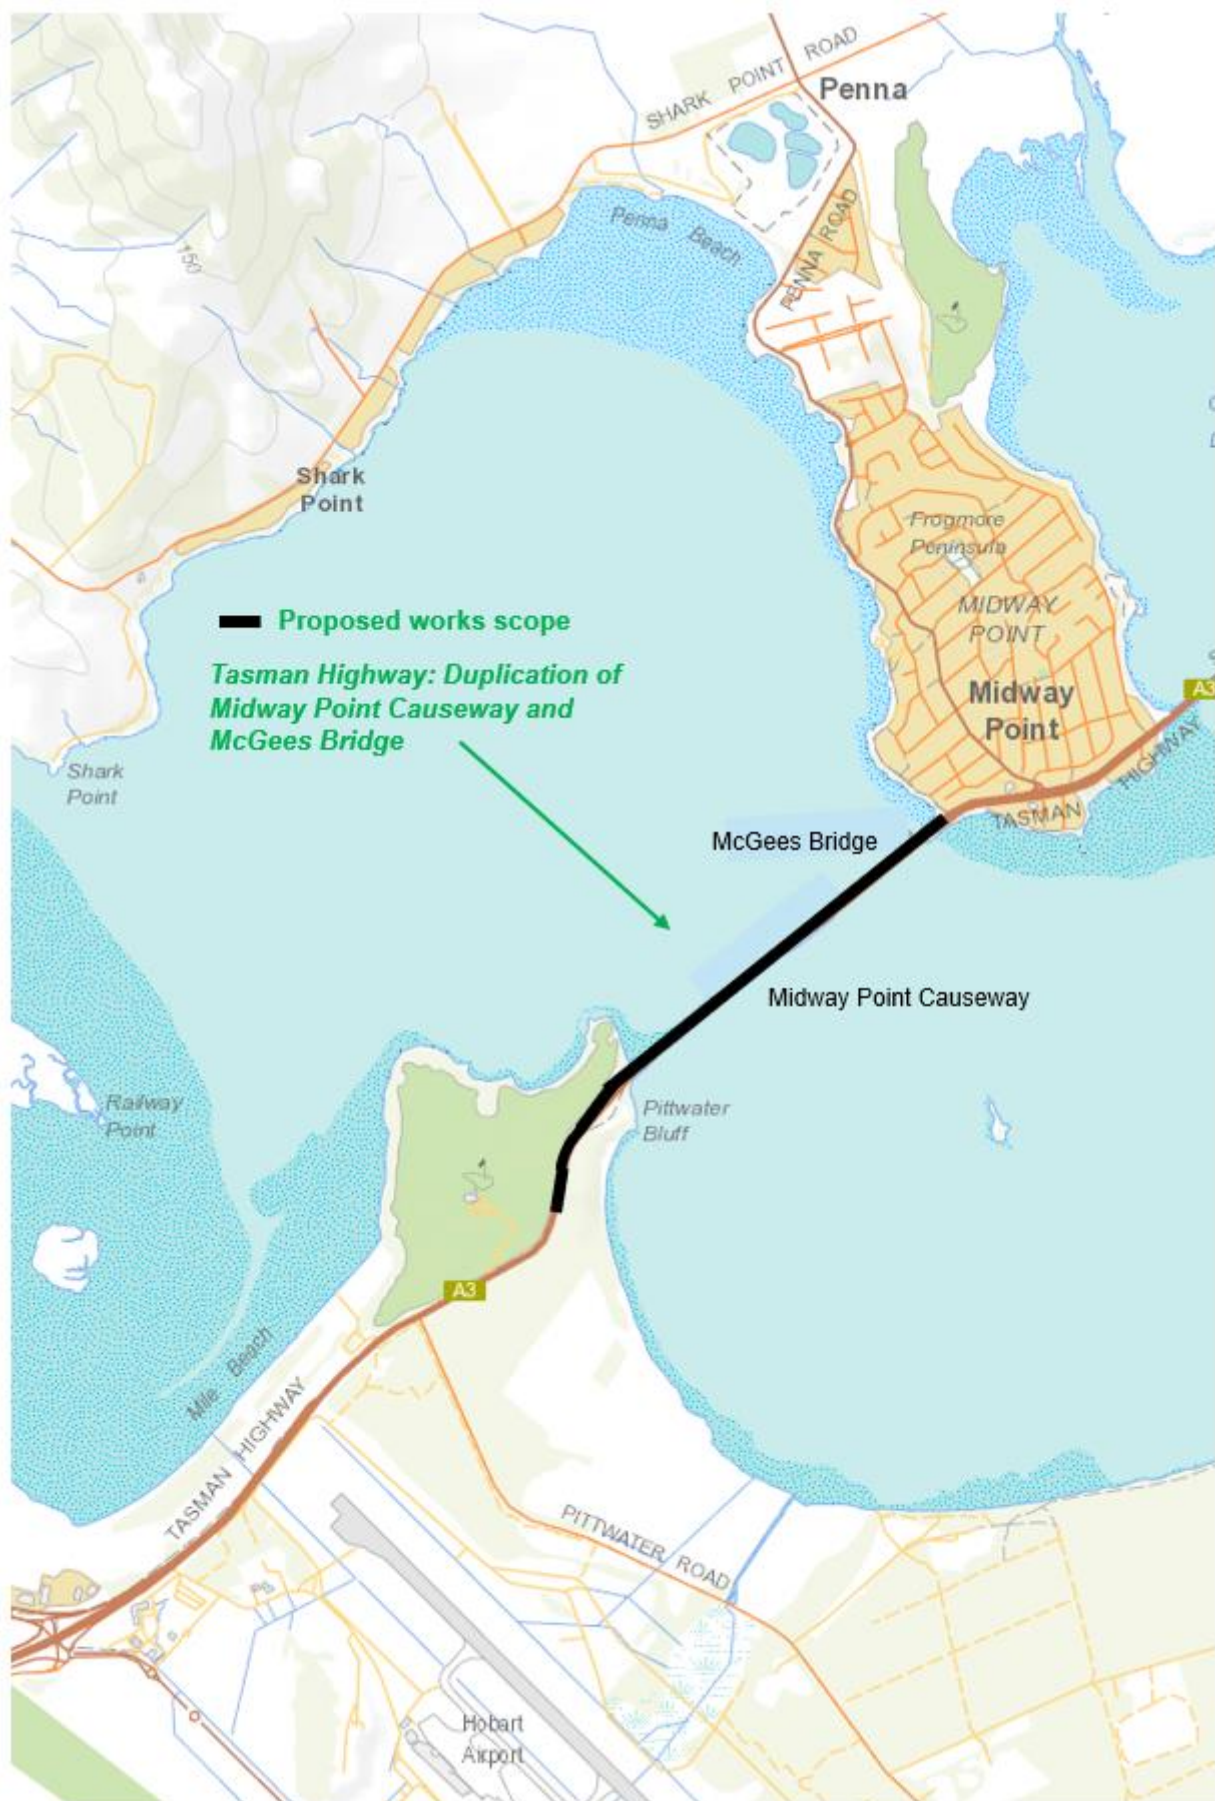 SHARK POINT ROAD
Penna
Penna Beach
PENNA ROAD
150
Shark
Point
Frogmore
Peninsula
MIDWAY
POINT
Midway
Point
Proposed works scope
Tasman Highway: Duplication of
Midway Point Causeway and
McGees Bridge
A3
TASMAN HIGHWAY
Shark
Point
McGees Bridge
Midway Point Causeway
Railway
Point
Pittwater
Bluff
A3
Mile Beach
TASMAN HIGHWAY
PITTWATER ROAD
Hobart
Airport